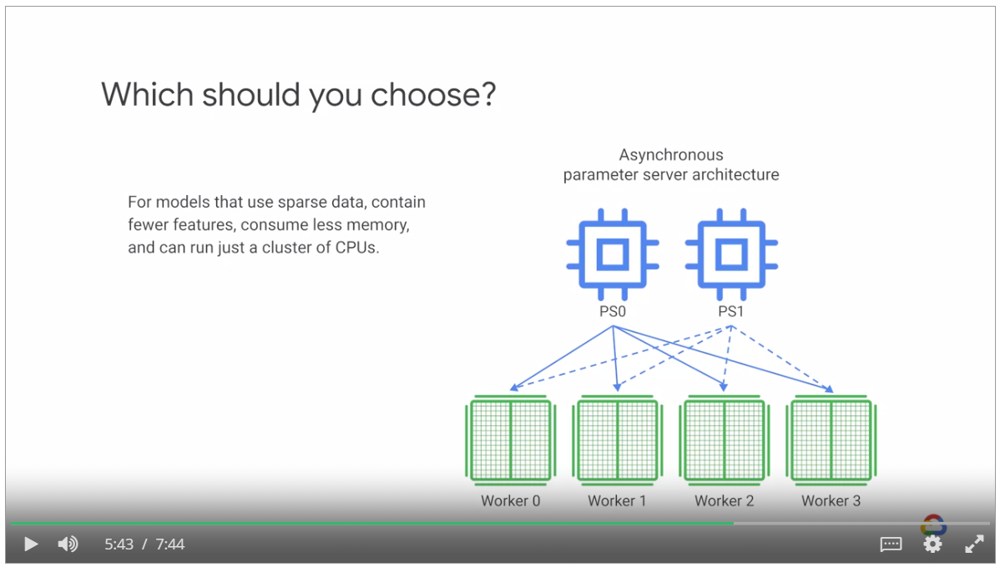 Which should you choose?
Asynchronous
parameter server architecture
For models that use sparse data, contain
fewer features, consume less memory,
and can run just a cluster of CPUs.
PS0 PS1
Worker 0 Worker 1 Worker 2 Worker 3
5:43 / 7:44